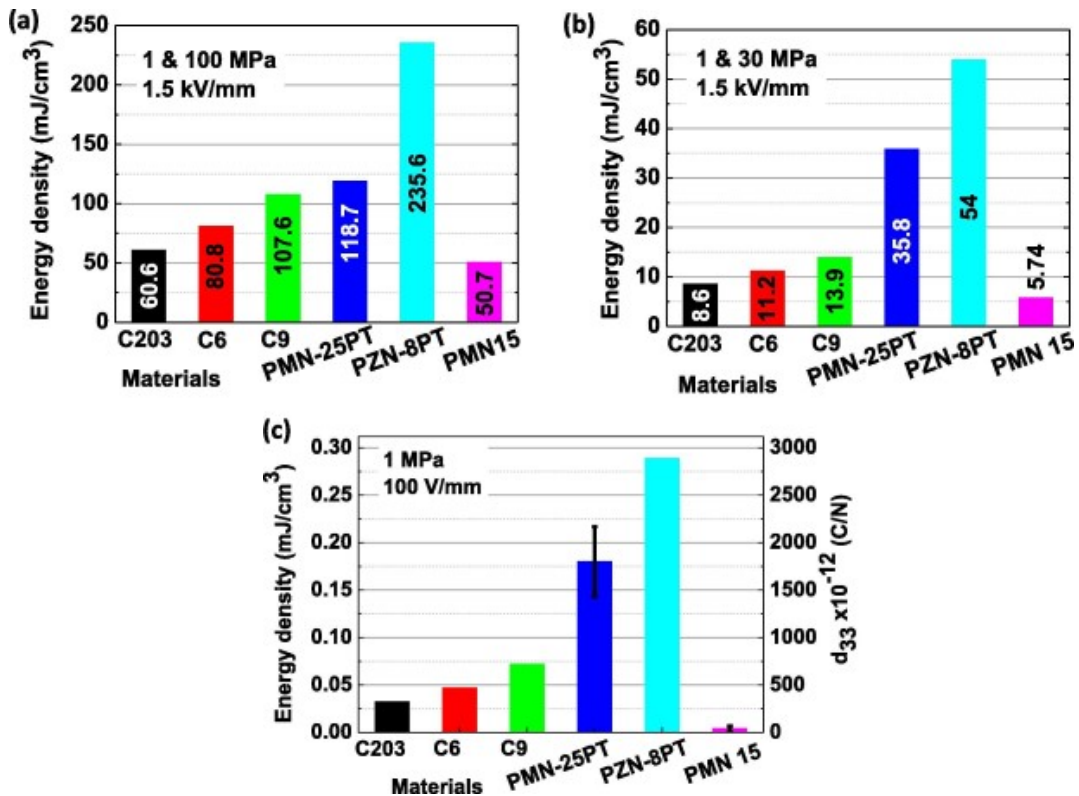 (a)
Energy density (mJ/cm³)
250
200
150
100
50
0
1 & 100 MPa
1.5 kV/mm
60.6
80.8
107.6
118.7
235.6
50.7
C203 C6 C9 PMN-25PT PZN-8PT PMN15
Materials
(b)
Energy density (mJ/cm³)
60
50
40
30
20
10
0
1 & 30 MPa
1.5 kV/mm
8.6
11.2
13.9
35.8
54
5.74
C203 C6 C9 PMN-25PT PZN-8PT PMN 15
Materials
(c)
Energy density (mJ/cm³)
0.30
0.25
0.20
0.15
0.10
0.05
0.00
1 MPa
100 V/mm
3000
2500
2000
1500
1000
500
0
d₃₃ x10⁻¹² (C/N)
C203 C6 C9 PMN-25PT PZN-8PT PMN 15
Materials